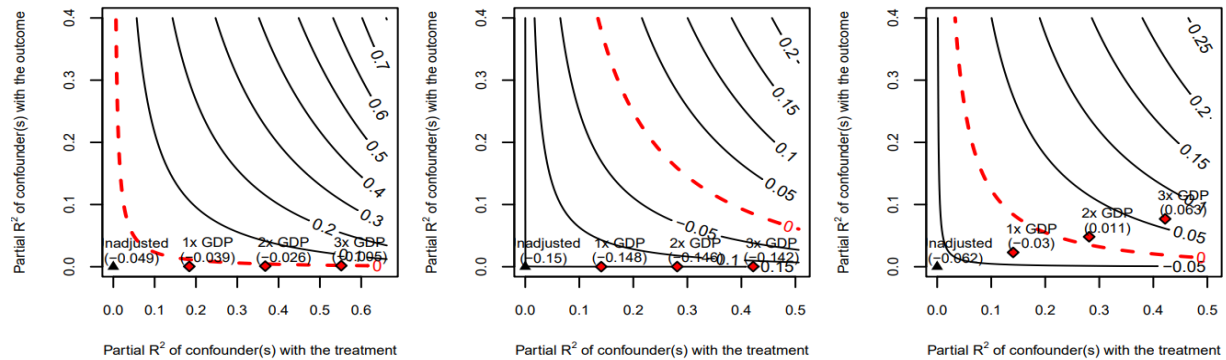 Partial R² of confounder(s) with the outcome
0.4
0.3
0.2
0.1
0.0
0.7
0.6
0.5
0.4
0.3
0.2
0
nadjusted
(−0.049)
1x GDP
(−0.039)
2x GDP
(−0.026)
3x GDP
0.0 0.1 0.2 0.3 0.4 0.5 0.6
Partial R² of confounder(s) with the treatment
Partial R² of confounder(s) with the outcome
0.4
0.3
0.2
0.1
0.0
0.2
0.15
0.1
0.05
0
−0.05
−0.1
−0.15
nadjusted
(−0.15)
1x GDP
(−0.148)
2x GDP
(−0.146)
3x GDP
(−0.142)
0.0 0.1 0.2 0.3 0.4 0.5
Partial R² of confounder(s) with the treatment
Partial R² of confounder(s) with the outcome
0.4
0.3
0.2
0.1
0.0
0.25
0.2
0.15
0.05
0
−0.05
nadjusted
(−0.062)
1x GDP
(−0.03)
2x GDP
(0.011)
3x GDP
(0.063)
0.0 0.1 0.2 0.3 0.4 0.5
Partial R² of confounder(s) with the treatment